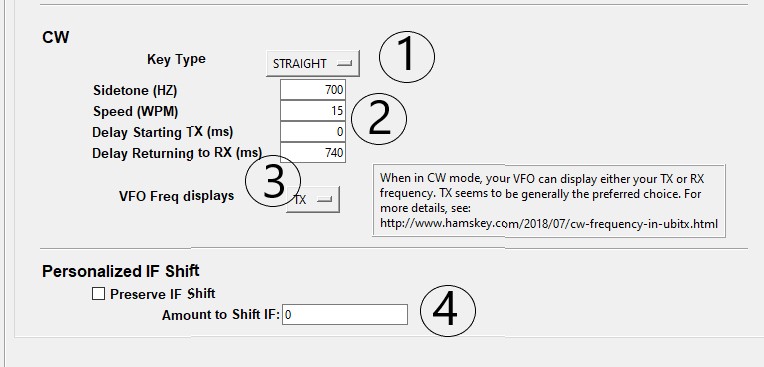 CW
Key Type STRAIGHT 1
Sidetone (HZ) 700
Speed (WPM) 15 2
Delay Starting TX (ms) 0
Delay Returning to RX (ms) 740
3
VFO Freq displays TX
When in CW mode, your VFO can display either your TX or RX
frequency. TX seems to be generally the preferred choice. For
more details, see:
http://www.hamskey.com/2018/07/cw-frequency-in-ubitx.html
Personalized IF Shift
Preserve IF Shift
Amount to Shift IF: 0 4